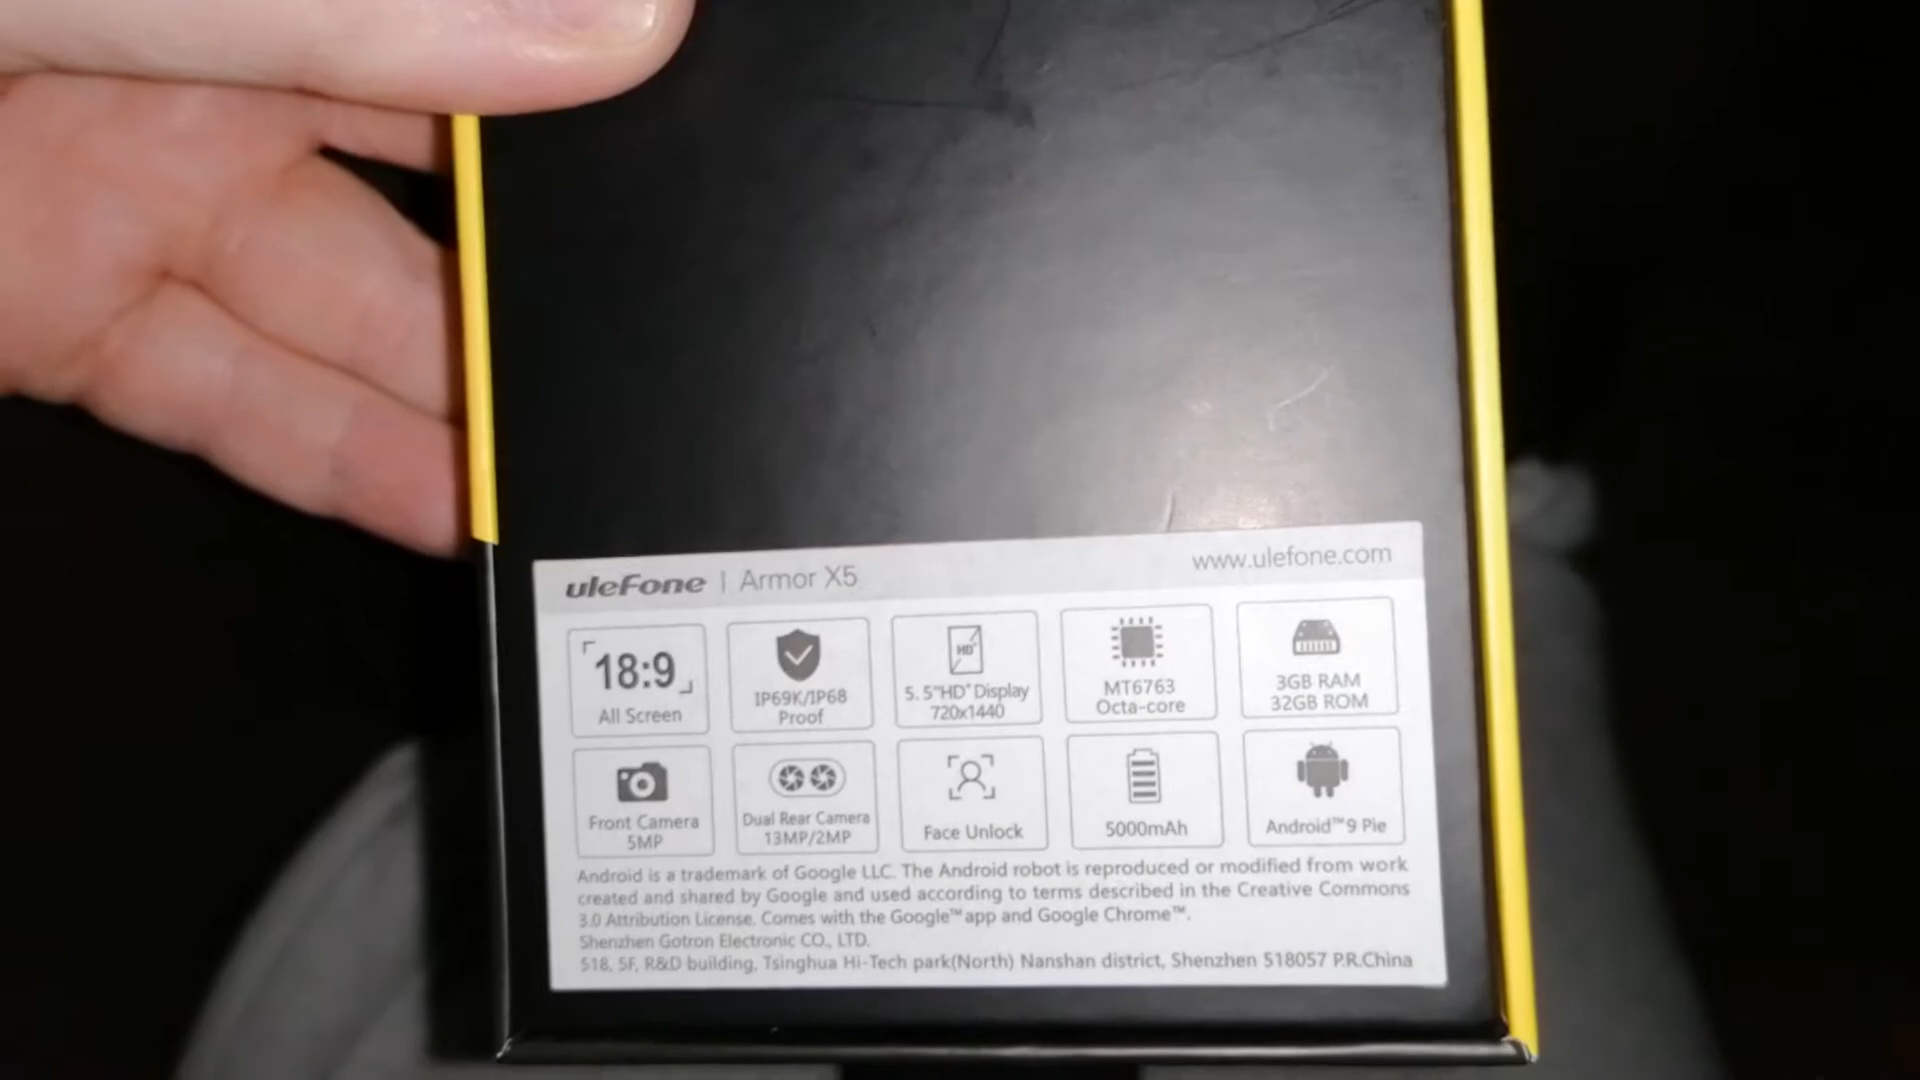 uleFone | Armor X5
www.ulefone.com
18:9
All Screen
IP69K/IP68
Proof
HD+
5. 5"HD+ Display
720x1440
MT6763
Octa-core
3GB RAM
32GB ROM
Front Camera
5MP
Dual Rear Camera
13MP/2MP
Face Unlock
5000mAh
Android™ 9 Pie
Android is a trademark of Google LLC. The Android robot is reproduced or modified from work
created and shared by Google and used according to terms described in the Creative Commons
3.0 Attribution License. Comes with the Google™ app and Google Chrome™.
Shenzhen Gotron Electronic CO., LTD.
518, 5F, R&D building, Tsinghua Hi-Tech park(North) Nanshan district, Shenzhen 518057 P.R.China